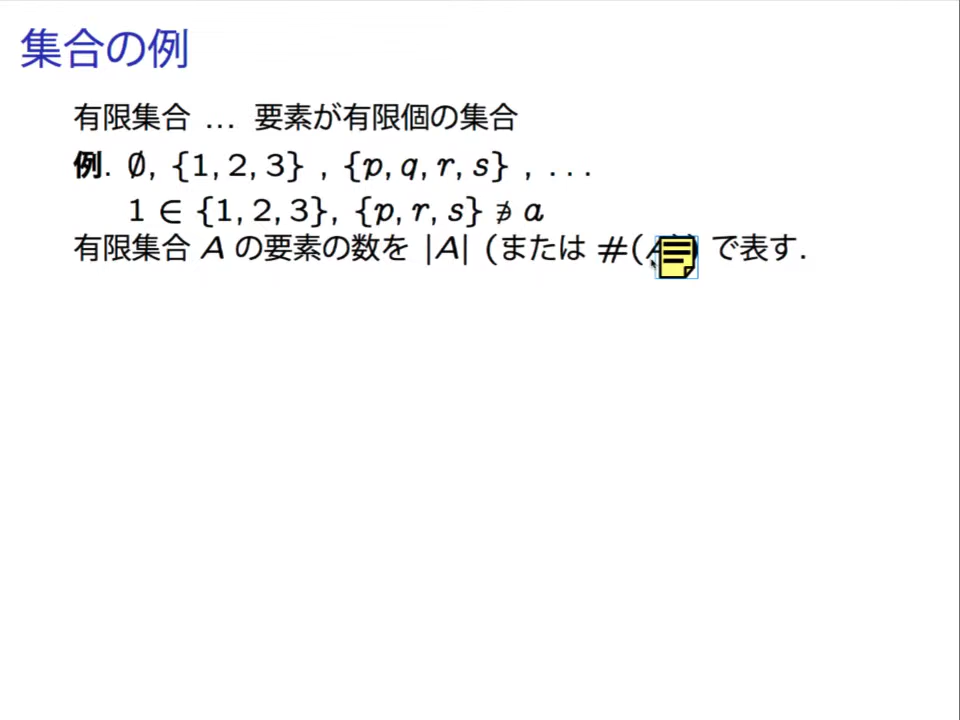 集合の例
有限集合 … 要素が有限個の集合
例. ∅, {1, 2, 3} , {p, q, r, s} , . . .
1 ∈ {1, 2, 3}, {p, r, s} ∌ a
有限集合 A の要素の数を |A| (または #( ) で表す.